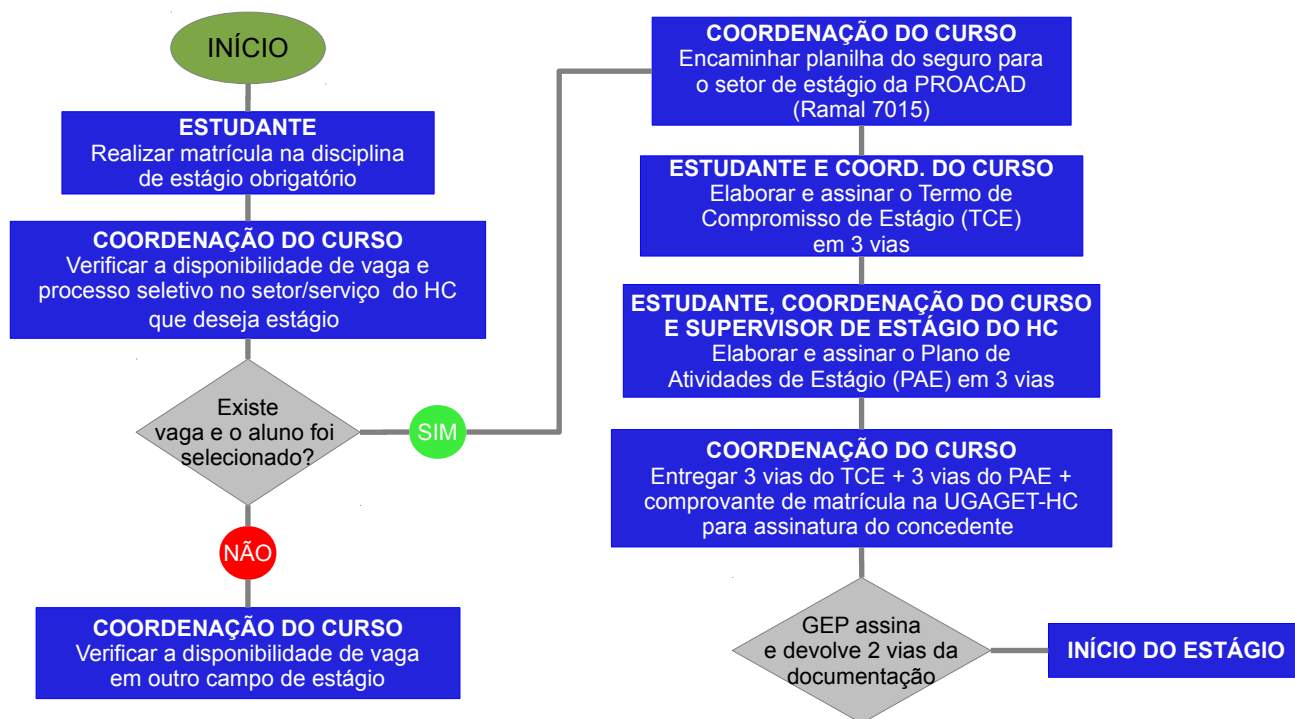 INÍCIO
ESTUDANTE
Realizar matrícula na disciplina
de estágio obrigatório
COORDENAÇÃO DO CURSO
Verificar a disponibilidade de vaga e
processo seletivo no setor/serviço do HC
que deseja estágio
Existe
vaga e o aluno foi
selecionado?
SIM
NÃO
COORDENAÇÃO DO CURSO
Verificar a disponibilidade de vaga
em outro campo de estágio
COORDENAÇÃO DO CURSO
Encaminhar planilha do seguro para
o setor de estágio da PROACAD
(Ramal 7015)
ESTUDANTE E COORD. DO CURSO
Elaborar e assinar o Termo de
Compromisso de Estágio (TCE)
em 3 vias
ESTUDANTE, COORDENAÇÃO DO CURSO
E SUPERVISOR DE ESTÁGIO DO HC
Elaborar e assinar o Plano de
Atividades de Estágio (PAE) em 3 vias
COORDENAÇÃO DO CURSO
Entregar 3 vias do TCE + 3 vias do PAE +
comprovante de matrícula na UGAGET-HC
para assinatura do concedente
GEP assina
e devolve 2 vias da
documentação
INÍCIO DO ESTÁGIO